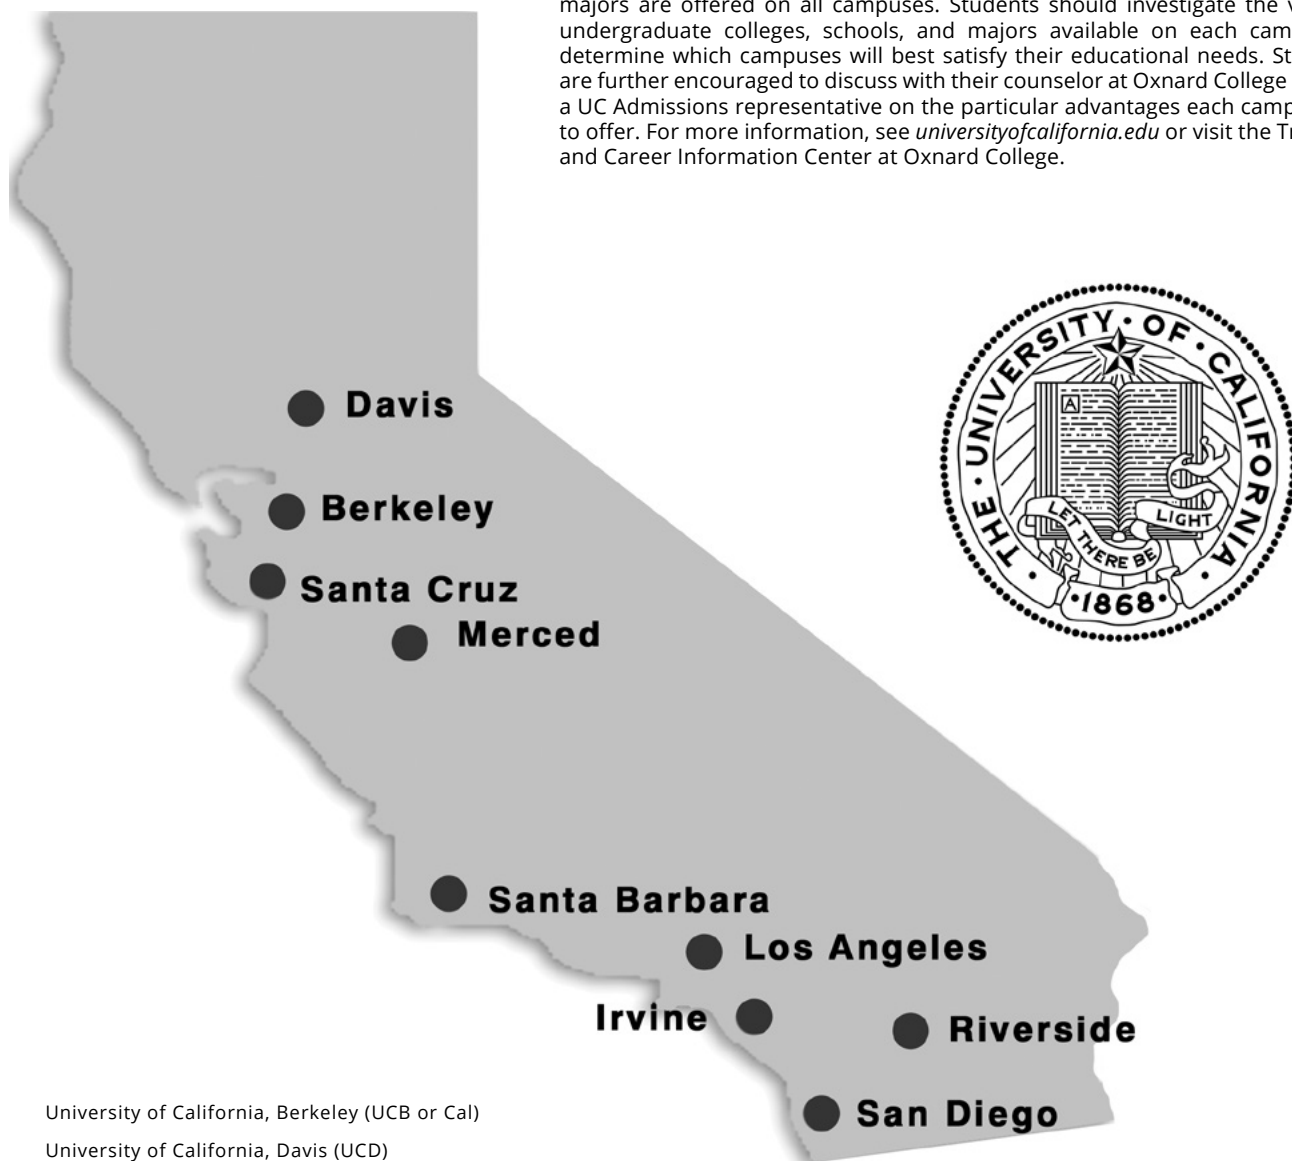 majors are offered on all campuses. Students should investigate the
undergraduate colleges, schools, and majors available on each
determine which campuses will best satisfy their educational needs.
are further encouraged to discuss with their counselor at Oxnard College
a UC Admissions representative on the particular advantages each
to offer. For more information, see universityofcalifornia.edu or visit the
and Career Information Center at Oxnard College.
THE · UNIVERSITY · OF · CALIFORNIA ·
A
LET THERE BE LIGHT
·1868·
Davis
Berkeley
Santa Cruz
Merced
Santa Barbara
Los Angeles
Irvine
Riverside
San Diego
University of California, Berkeley (UCB or Cal)
University of California, Davis (UCD)